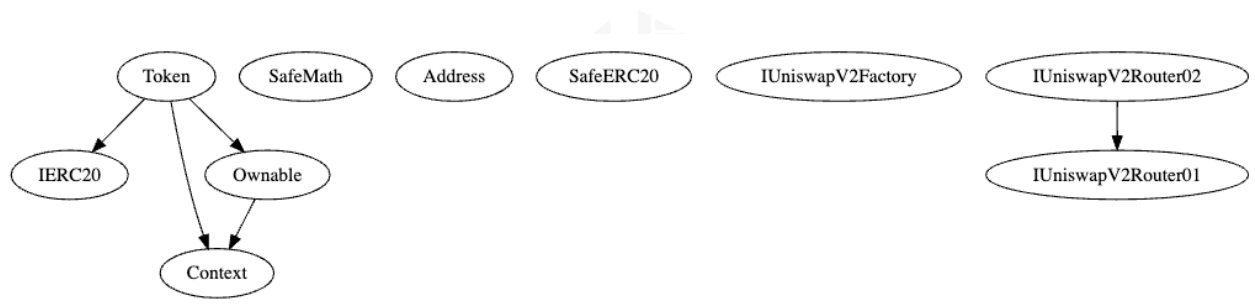 Token
SafeMath
Address
SafeERC20
IUniswapV2Factory
IUniswapV2Router02
IERC20
Ownable
IUniswapV2Router01
Context